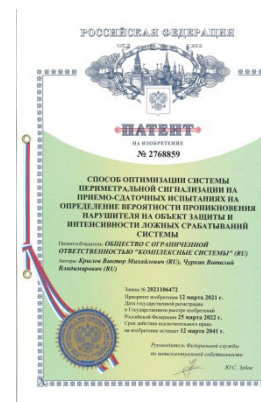 РОССИЙСКАЯ ФЕДЕРАЦИЯ
ПАТЕНТ
НА ИЗОБРЕТЕНИЕ
№ 2768859
СПОСОБ ОПТИМИЗАЦИИ СИСТЕМЫ
ПЕРИМЕТРАЛЬНОЙ СИГНАЛИЗАЦИИ НА
ПРИЕМО-СДАТОЧНЫХ ИСПЫТАНИЯХ НА
ОПРЕДЕЛЕНИЕ ВЕРОЯТНОСТИ ПРОНИКНОВЕНИЯ
НАРУШИТЕЛЯ НА ОБЪЕКТ ЗАЩИТЫ И
ИНТЕНСИВНОСТИ ЛОЖНЫХ СРАБАТЫВАНИЙ
СИСТЕМЫ
Патентообладатель: ОБЩЕСТВО С ОГРАНИЧЕННОЙ
ОТВЕТСТВЕННОСТЬЮ "КОМПЛЕКСНЫЕ СИСТЕМЫ" (RU)
Авторы: Крылов Виктор Михайлович (RU), Чуркин Виталий
Владимирович (RU)
Заявка № 2021106472
Приоритет изобретения 12 марта 2021 г.
Дата государственной регистрации
в Государственном реестре изобретений
Российской Федерации 25 марта 2022 г.
Срок действия исключительного права
на изобретение истекает 12 марта 2041 г.
Руководитель Федеральной службы
по интеллектуальной собственности
Ю.С. Зубов